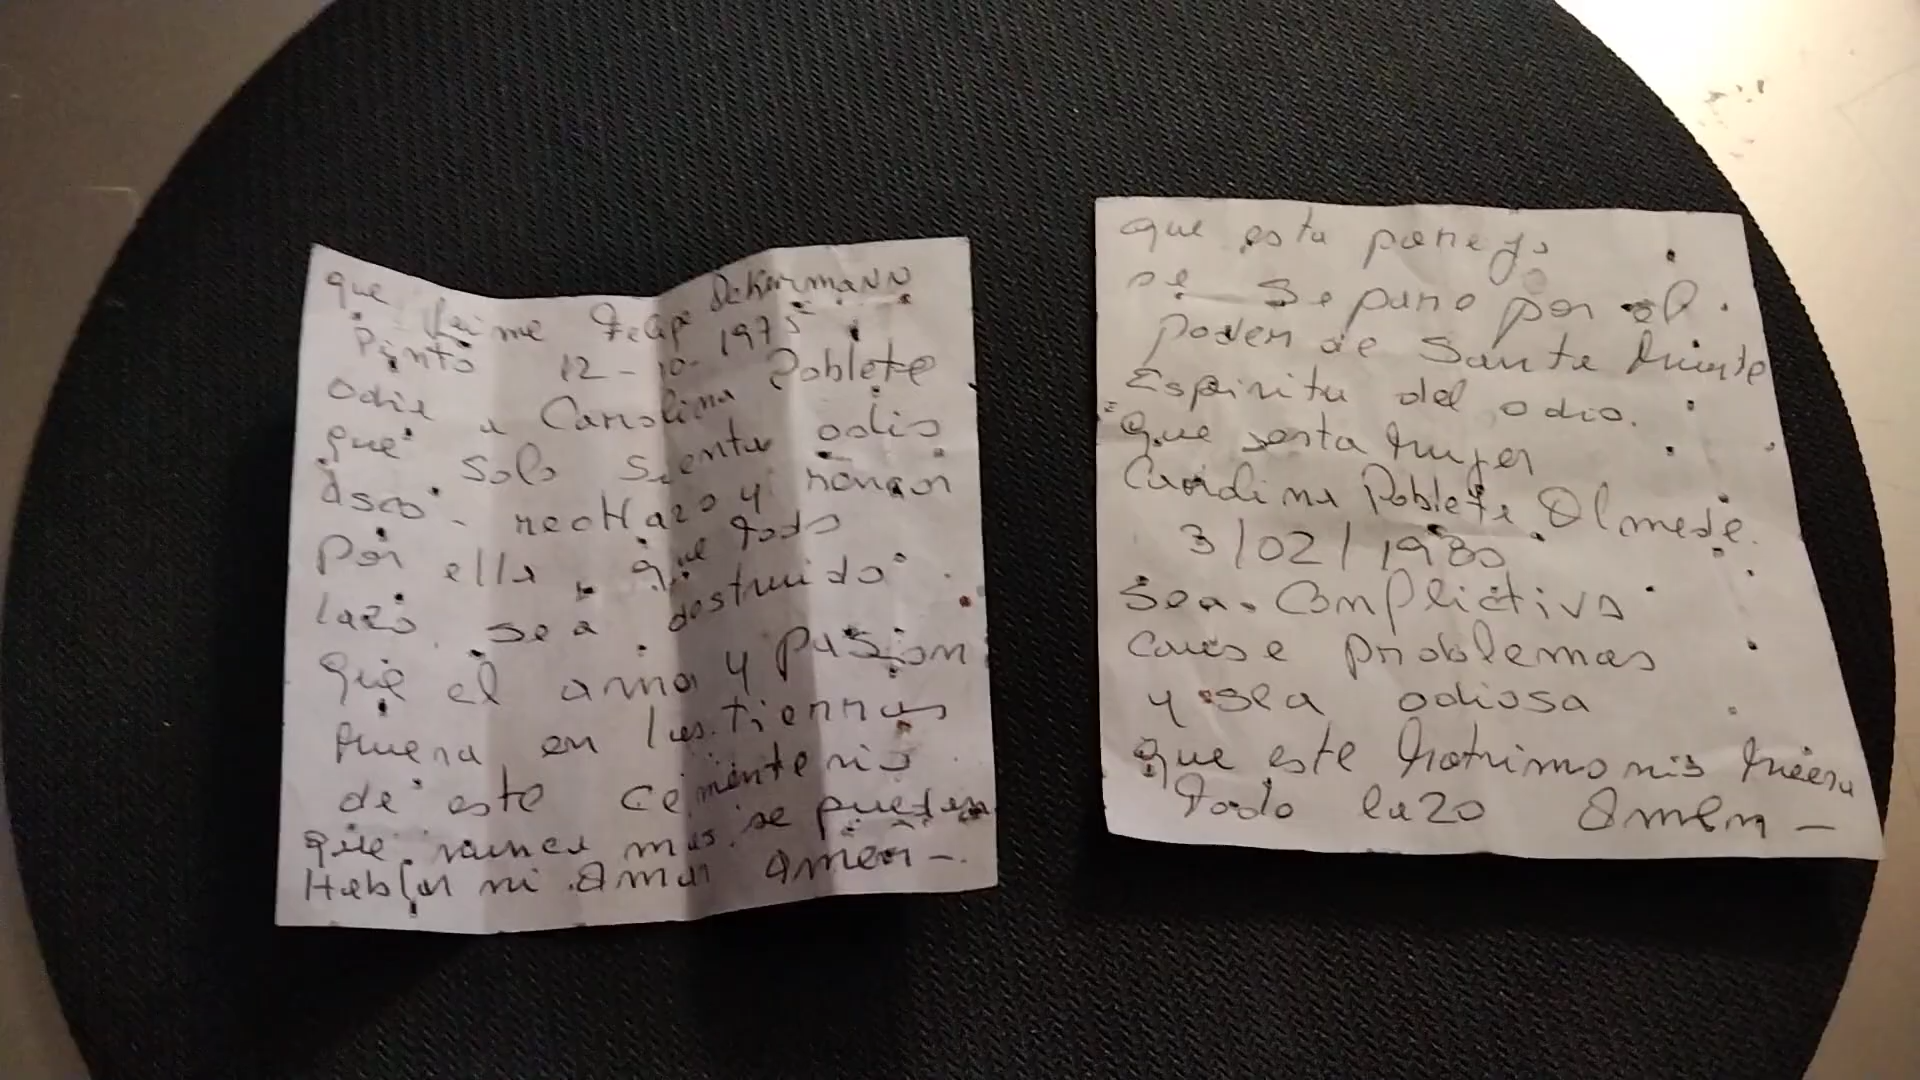 que Jaime Felipe Ackermann
Pinto 12-10-1975
Odie a Carolina Poblete
que solo sienta odio
Asco - recHazo y rencor
por ella, que todo
lazo sea destruido
que el amor y pasion
Muera en las tierras
de este cementerio
que nunca mas se puedan
Hablar ni Amar Amen -.
que esta pareja
se separe por el
poder de Santa Muerte
Espiritu del odio.
que esta Mujer
Carolina Poblete Olmede.
3/02/1980
Sea. Complictiva
cause problemas
y sea odiosa
que este Matrimonio Muera
todo lazo Amen -